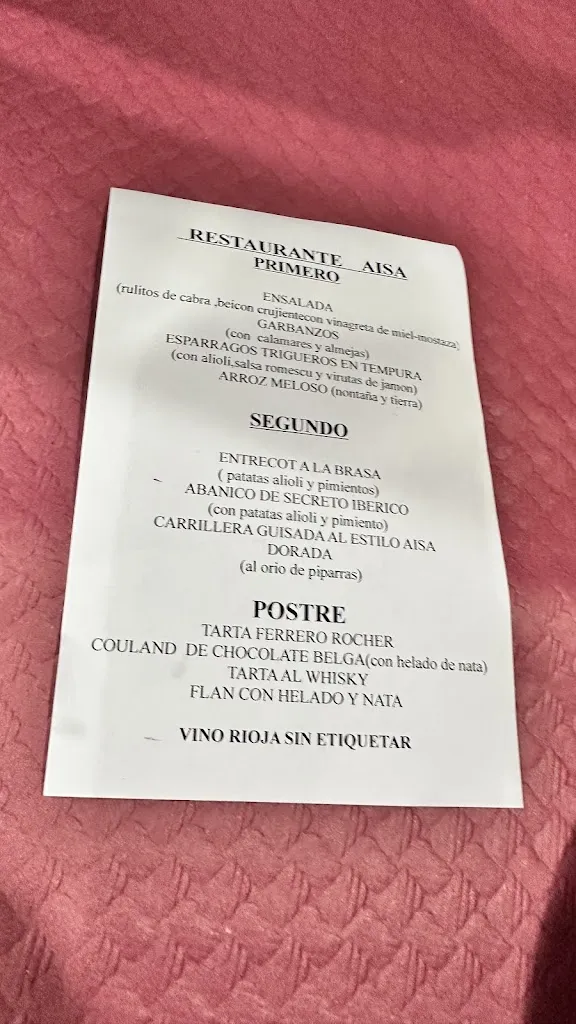 RESTAURANTE AISA
PRIMERO
ENSALADA
(rulitos de cabra ,beicon crujientecon vinagreta de miel-mostaza)
GARBANZOS
(con calamares y almejas)
ESPARRAGOS TRIGUEROS EN TEMPURA
(con alioli,salsa romescu y virutas de jamon)
ARROZ MELOSO (nontaña y tierra)
SEGUNDO
ENTRECOT A LA BRASA
( patatas alioli y pimientos)
ABANICO DE SECRETO IBERICO
(con patatas alioli y pimiento)
CARRILLERA GUISADA AL ESTILO AISA
DORADA
(al orio de piparras)
POSTRE
TARTA FERRERO ROCHER
COULAND DE CHOCOLATE BELGA(con helado de nata)
TARTA AL WHISKY
FLAN CON HELADO Y NATA
VINO RIOJA SIN ETIQUETAR